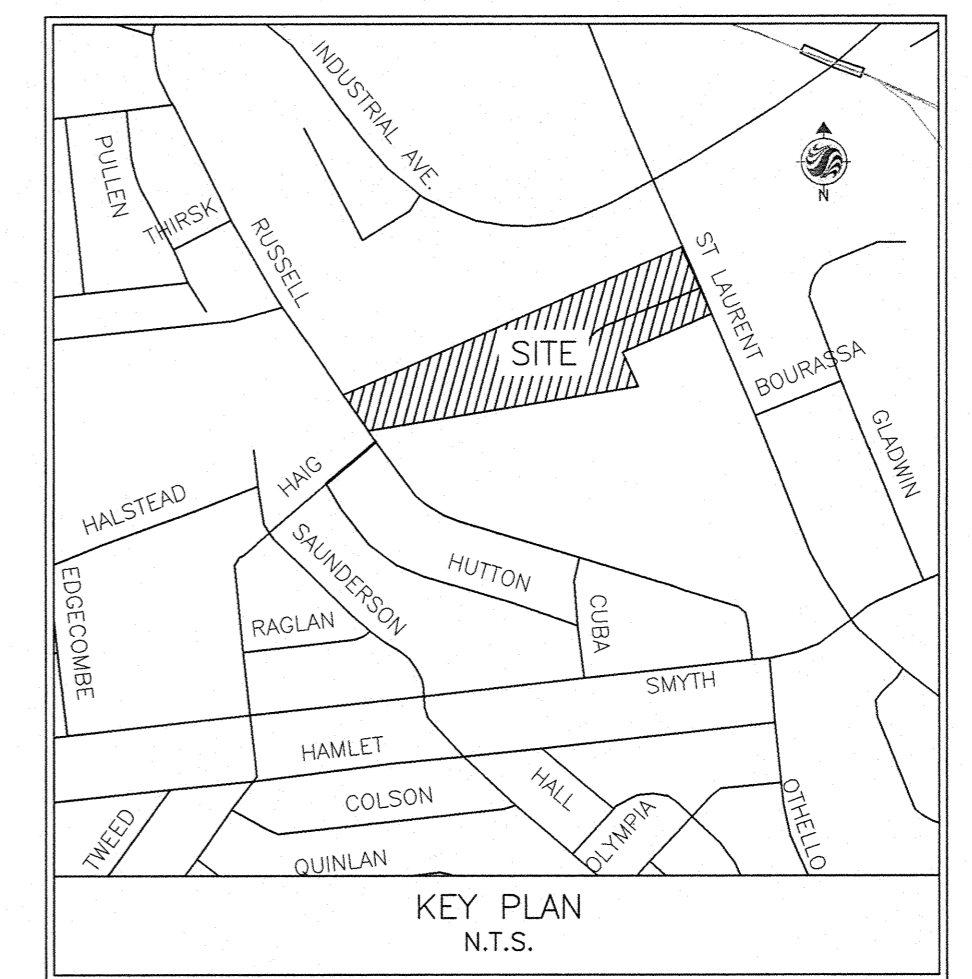 INDUSTRIAL AVE.
PULLEN
THIRSK
RUSSELL
N
ST LAURENT
SITE
BOURASSA
GLADWIN
HAIG
HALSTEAD
SAUNDERSON
HUTTON
EDGECOMBE
RAGLAN
CUBA
SMYTH
HAMLET
HALL
COLSON
OTHELLO
OLYMPIA
TWEED
QUINLAN
KEY PLAN
N.T.S.